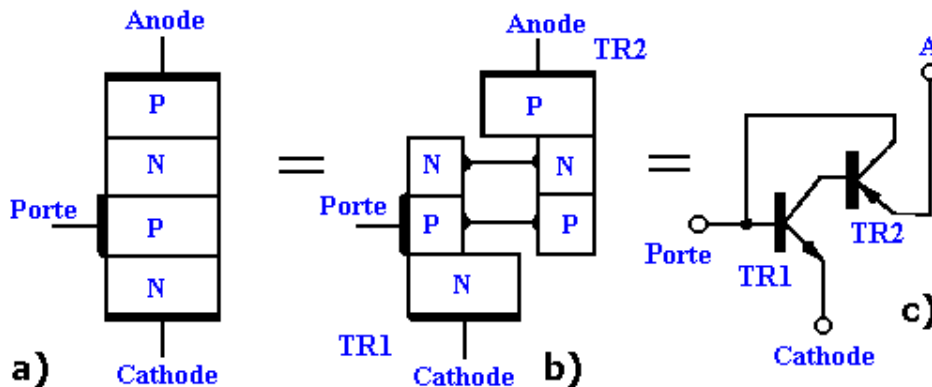 Anode
P
N
Porte
P
N
Cathode
a)
=
Anode
TR2
P
N
N
Porte
P
P
N
TR1
Cathode
b)
=
A
Porte
TR1
TR2
Cathode
c)